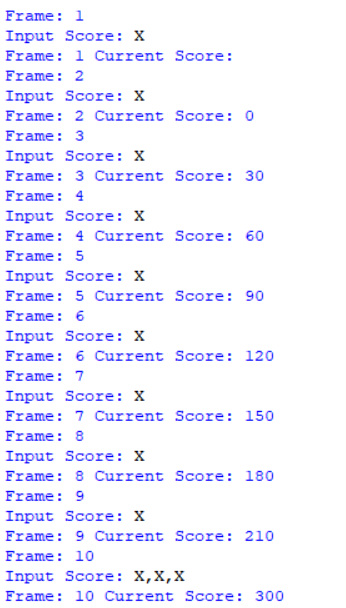 Frame: 1
Input Score: X
Frame: 1 Current Score:
Frame: 2
Input Score: X
Frame: 2 Current Score: 0
Frame: 3
Input Score: X
Frame: 3 Current Score: 30
Frame: 4
Input Score: X
Frame: 4 Current Score: 60
Frame: 5
Input Score: X
Frame: 5 Current Score: 90
Frame: 6
Input Score: X
Frame: 6 Current Score: 120
Frame: 7
Input Score: X
Frame: 7 Current Score: 150
Frame: 8
Input Score: X
Frame: 8 Current Score: 180
Frame: 9
Input Score: X
Frame: 9 Current Score: 210
Frame: 10
Input Score: X,X,X
Frame: 10 Current Score: 300